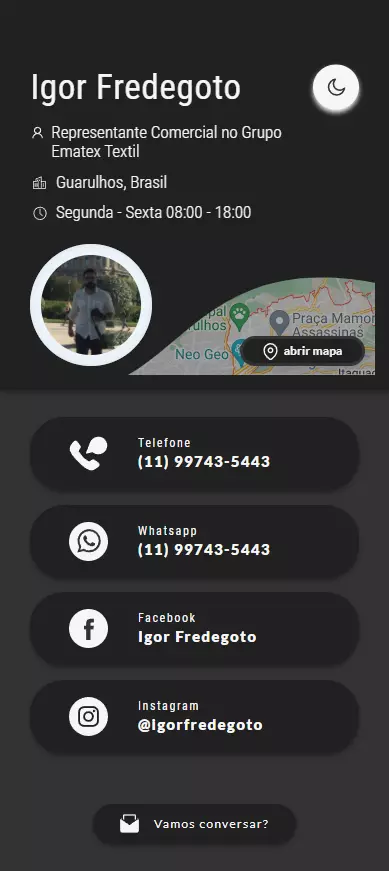 Igor Fredegoto
Representante Comercial no Grupo
Ematex Textil
Guarulhos, Brasil
Segunda - Sexta 08:00 - 18:00
pal
rulhos
Praça Mamor
Assassinas
Neo Geo
abrir mapa
Itaquac
Telefone
(11) 99743-5443
Whatsapp
(11) 99743-5443
Facebook
Igor Fredegoto
Instagram
@Igorfredegoto
Vamos conversar?